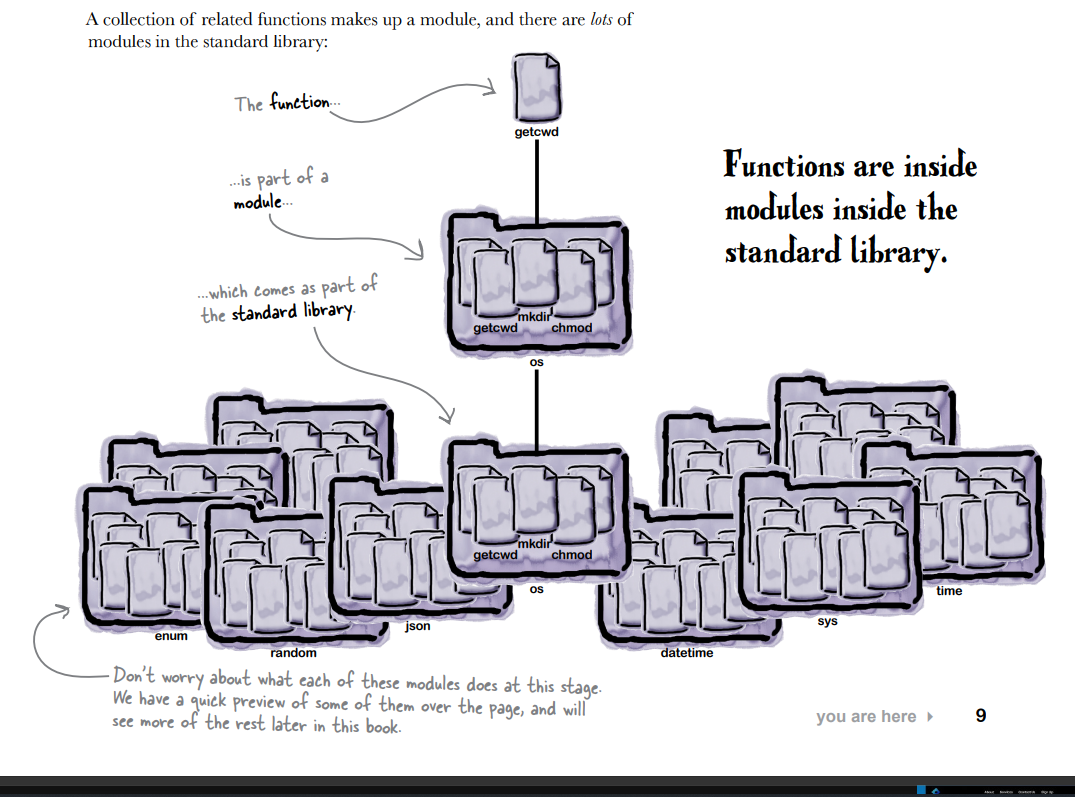 A collection of related functions makes up a module, and there are lots of
modules in the standard library:
The function...
getcwd
...is part of a
module...
Functions are inside
modules inside the
standard library.
...which comes as part of
the standard library.
mkdir
getcwd chmod
os
mkdir
getcwd chmod
os
enum
random
json
datetime
sys
time
Don't worry about what each of these modules does at this stage.
We have a quick preview of some of them over the page, and will
see more of the rest later in this book.
you are here 9